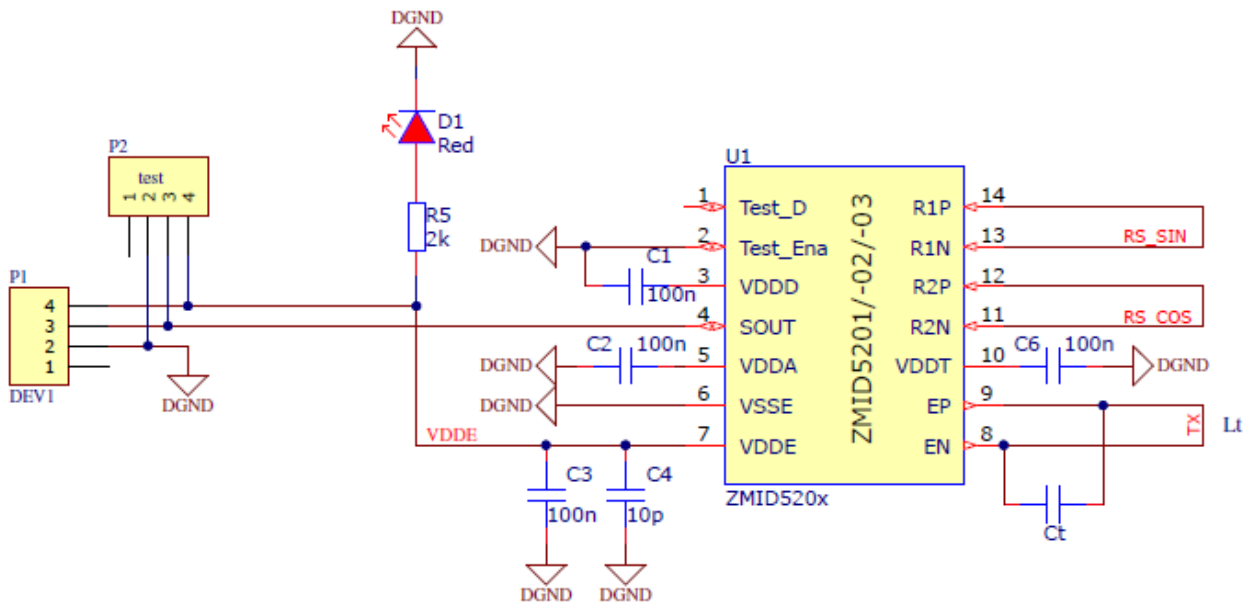 DGND
D1
Red
R5
2k
P2
test
1
2
3
4
P1
4
3
2
1
DEV1
DGND
VDDE
U1
ZMID5201/-02/-03
1
Test_D
2
Test_Ena
3
VDDD
4
SOUT
5
VDDA
6
VSSE
7
VDDE
R1P
14
R1N
13
R2P
12
R2N
11
VDDT
10
EP
9
EN
8
ZMID520x
DGND
C1
100n
C2
100n
DGND
DGND
C3
100n
C4
10p
DGND
DGND
RS_SIN
RS_COS
C6
100n
DGND
TX
Lt
Ct